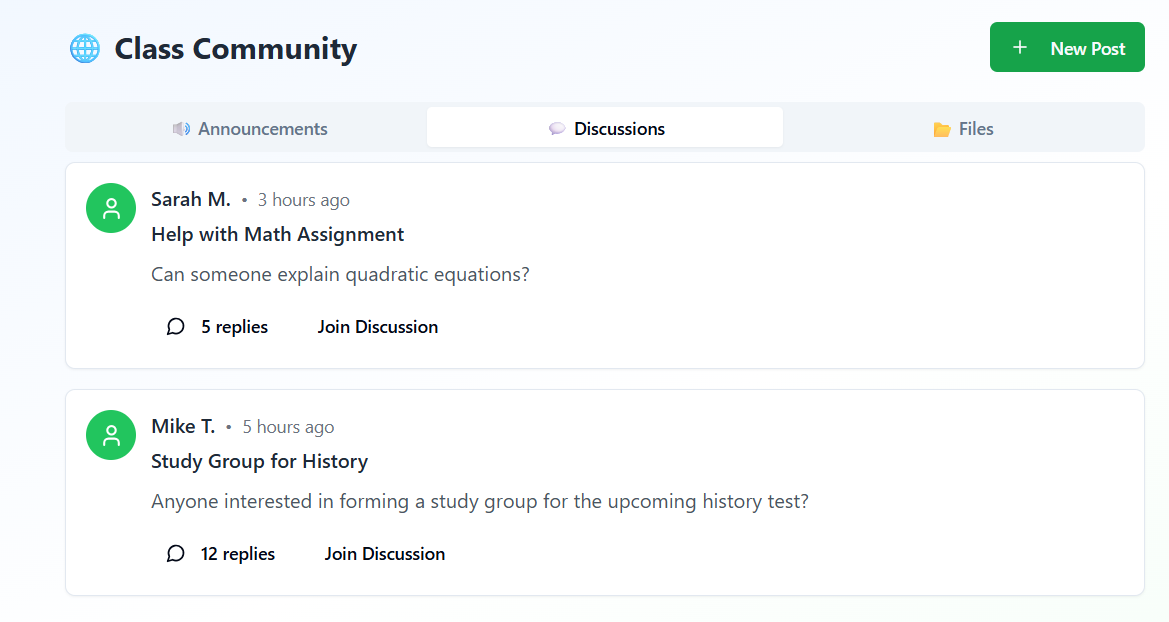 Class Community
+ New Post
Announcements
Discussions
Files
Sarah M. • 3 hours ago
Help with Math Assignment
Can someone explain quadratic equations?
5 replies
Join Discussion
Mike T. • 5 hours ago
Study Group for History
Anyone interested in forming a study group for the upcoming history test?
12 replies
Join Discussion